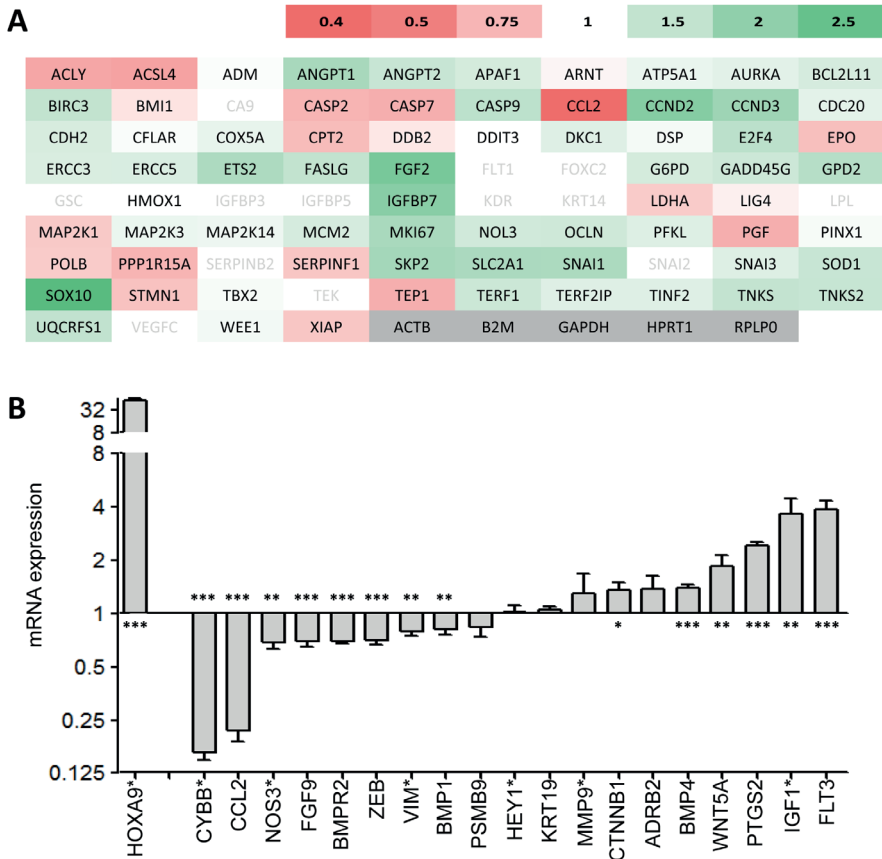 A
0.4 0.5 0.75 1 1.5 2 2.5
ACLY ACSL4 ADM ANGPT1 ANGPT2 APAF1 ARNT ATP5A1 AURKA BCL2L11
BIRC3 BMI1 CA9 CASP2 CASP7 CASP9 CCL2 CCND2 CCND3 CDC20
CDH2 CFLAR COX5A CPT2 DDB2 DDIT3 DKC1 DSP E2F4 EPO
ERCC3 ERCC5 ETS2 FASLG FGF2 FLT1 FOXC2 G6PD GADD45G GPD2
GSC HMOX1 IGFBP3 IGFBP5 IGFBP7 KDR KRT14 LDHA LIG4 LPL
MAP2K1 MAP2K3 MAP2K14 MCM2 MKI67 NOL3 OCLN PFKL PGF PINX1
POLB PPP1R15A SERPINB2 SERPINF1 SKP2 SLC2A1 SNAI1 SNAI2 SNAI3 SOD1
SOX10 STMN1 TBX2 TEK TEP1 TERF1 TERF2IP TINF2 TNKS TNKS2
UQCRFS1 VEGFC WEE1 XIAP ACTB B2M GAPDH HPRT1 RPLP0
B
mRNA expression
32
8
8
4
2
1
0.5
0.25
0.125
*** *** ** *** *** *** ** **
*** * *** ** *** ** ***
HOXA9* CYBB* CCL2 NOS3* FGF9 BMPR2 ZEB VIM* BMP1 PSMB9 HEY1* KRT19 MMP9* CTNNB1 ADRB2 BMP4 WNT5A PTGS2 IGF1* FLT3